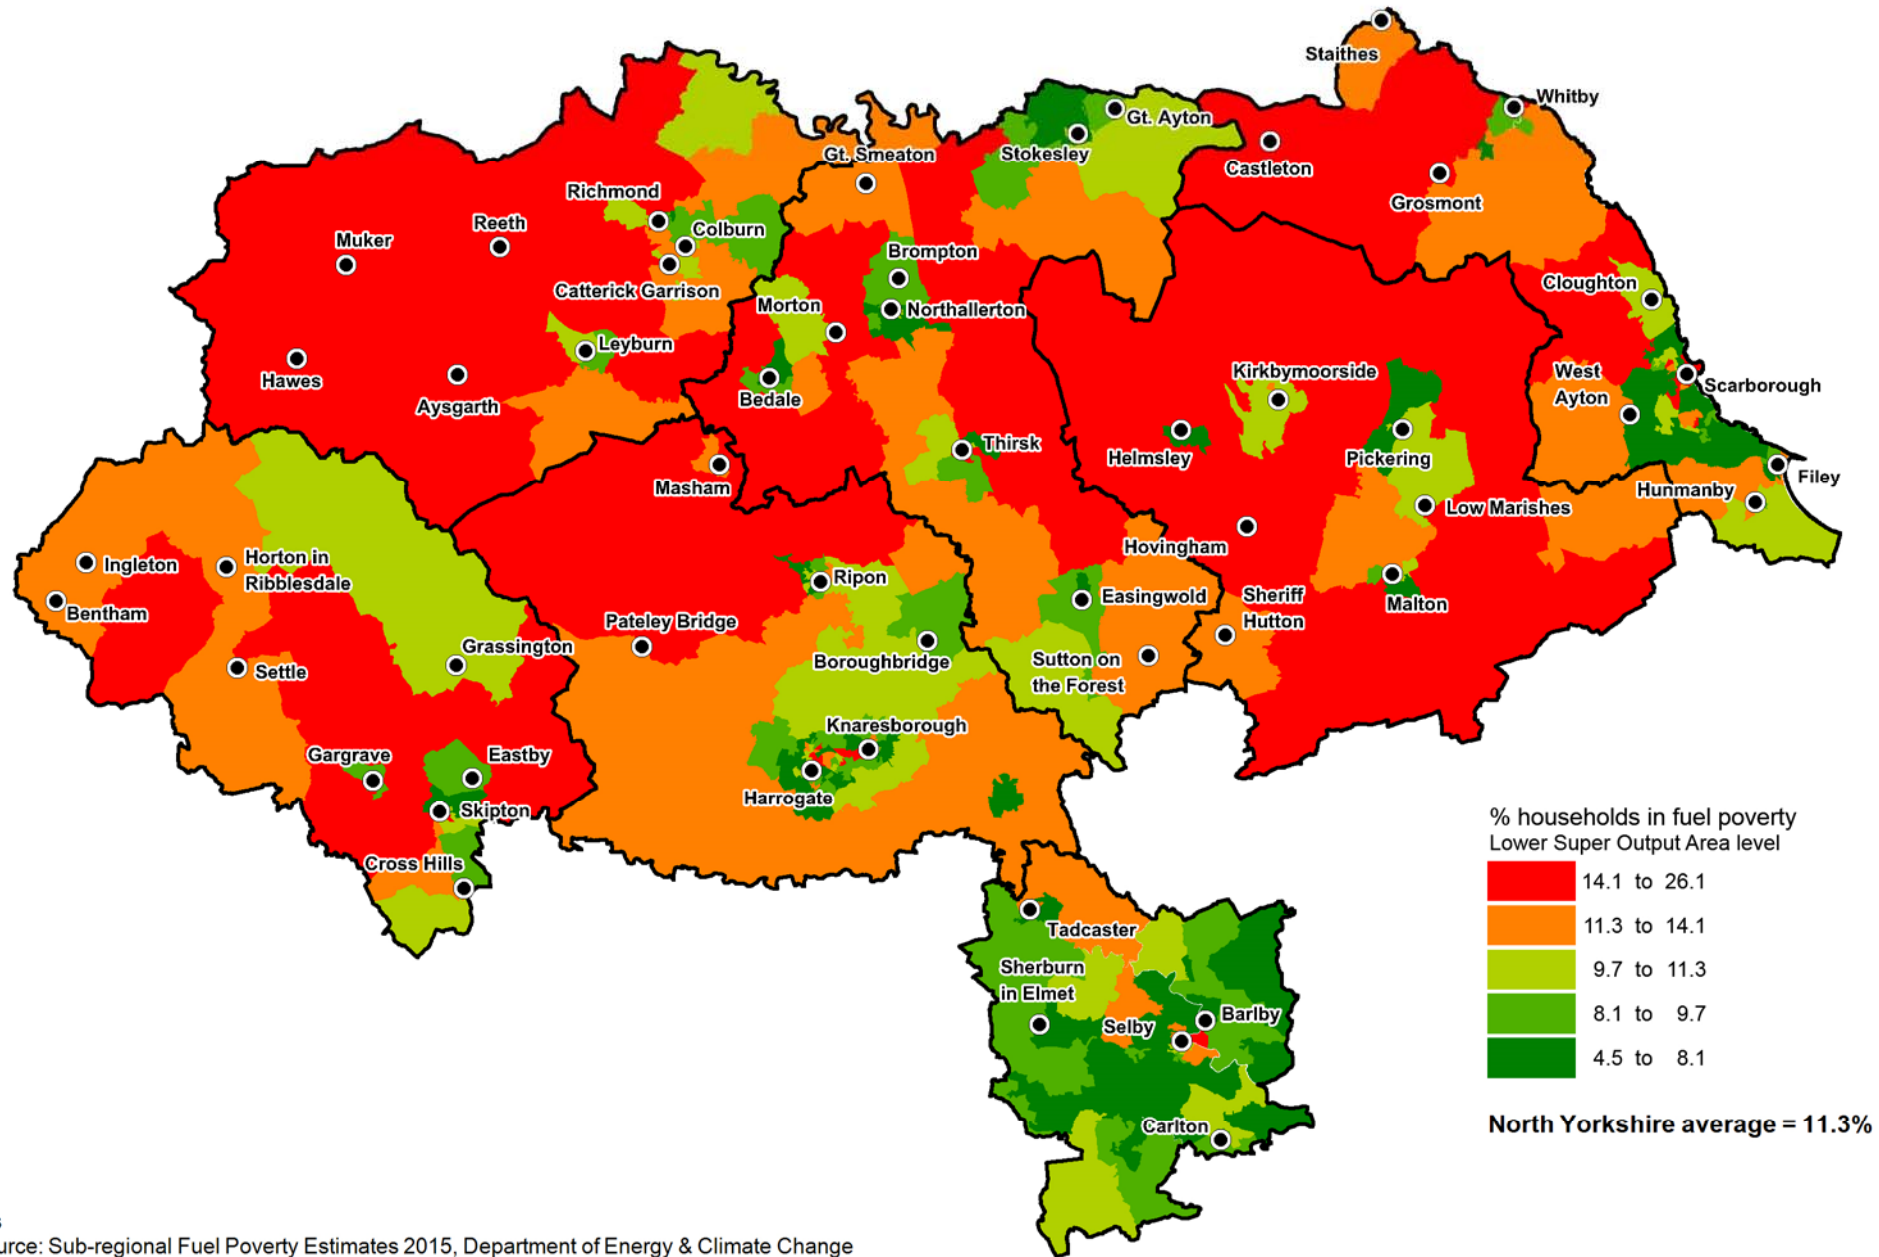 Staithes
Whitby
Gt. Ayton
Stokesley
Castleton
Gt. Smeaton
Richmond
Grosmont
Reeth
Colburn
Muker
Brompton
Catterick Garrison
Cloughton
Morton
Northallerton
Leyburn
Hawes
Kirkbymoorside
West
Ayton
Scarborough
Aysgarth
Bedale
Thirsk
Helmsley
Pickering
Masham
Filey
Hunmanby
Low Marishes
Hovingham
Ingleton
Horton in
Ribblesdale
Ripon
Easingwold
Sheriff
Hutton
Malton
Bentham
Pateley Bridge
Grassington
Boroughbridge
Sutton on
the Forest
Settle
Knaresborough
Gargrave
Eastby
Harrogate
Skipton
Cross Hills
Tadcaster
Sherburn
in Elmet
Selby
Barlby
Carlton
% households in fuel poverty
Lower Super Output Area level
14.1 to 26.1
11.3 to 14.1
9.7 to 11.3
8.1 to 9.7
4.5 to 8.1
North Yorkshire average = 11.3%
urce: Sub-regional Fuel Poverty Estimates 2015, Department of Energy & Climate Change